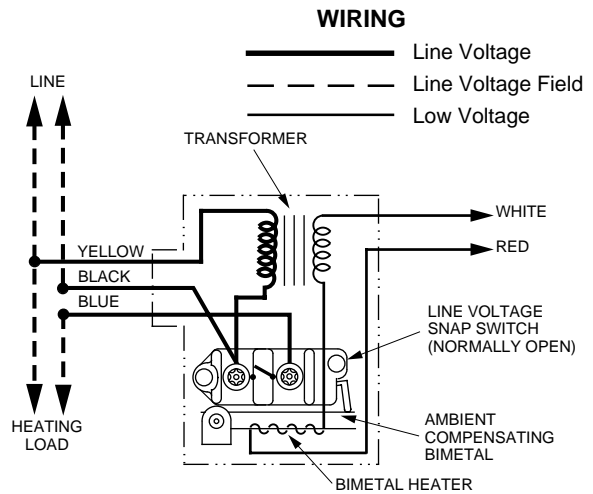 WIRING
Line Voltage
Line Voltage Field
Low Voltage
LINE
TRANSFORMER
WHITE
RED
YELLOW
BLACK
BLUE
LINE VOLTAGE
SNAP SWITCH
(NORMALLY OPEN)
HEATING
LOAD
AMBIENT
COMPENSATING
BIMETAL
BIMETAL HEATER